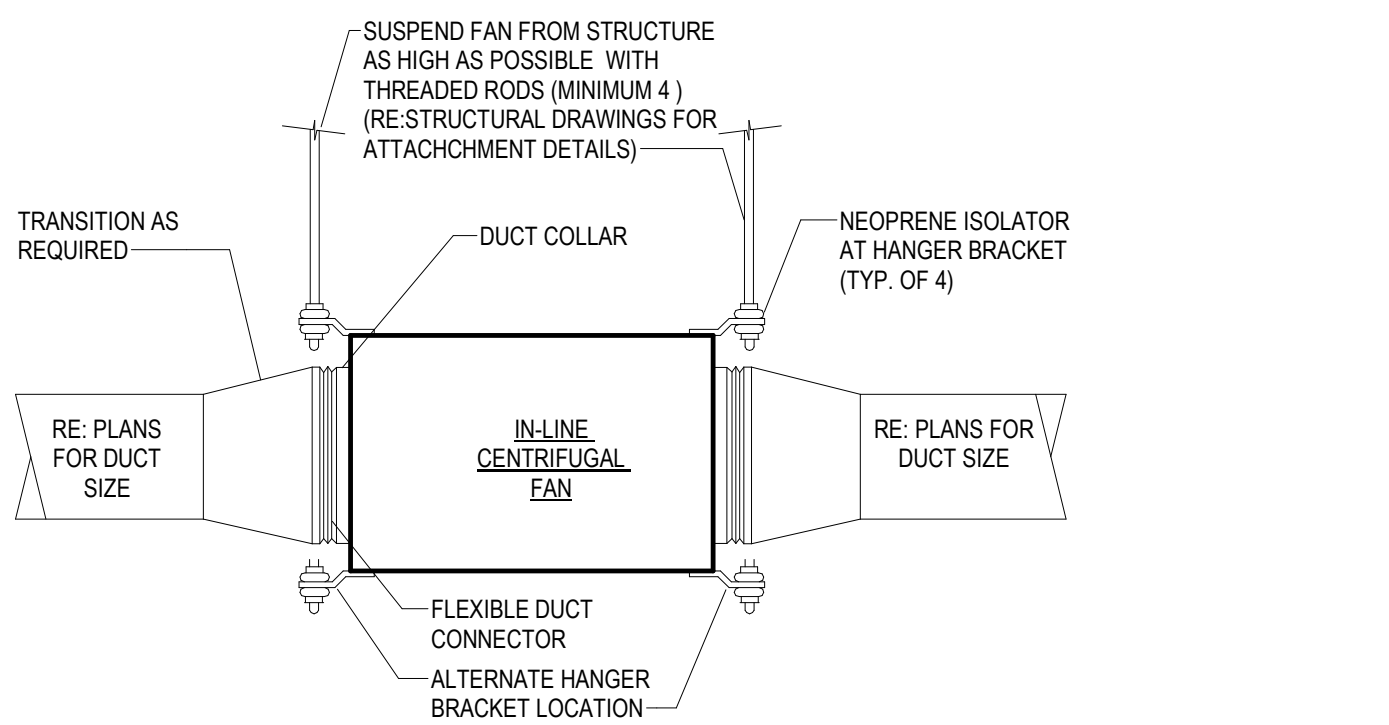 SUSPEND FAN FROM STRUCTURE
AS HIGH AS POSSIBLE WITH
THREADED RODS (MINIMUM 4 )
(RE:STRUCTURAL DRAWINGS FOR
ATTACHCHMENT DETAILS)
TRANSITION AS
REQUIRED
DUCT COLLAR
NEOPRENE ISOLATOR
AT HANGER BRACKET
(TYP. OF 4)
RE: PLANS
FOR DUCT
SIZE
IN-LINE
CENTRIFUGAL
FAN
RE: PLANS FOR
DUCT SIZE
FLEXIBLE DUCT
CONNECTOR
ALTERNATE HANGER
BRACKET LOCATION